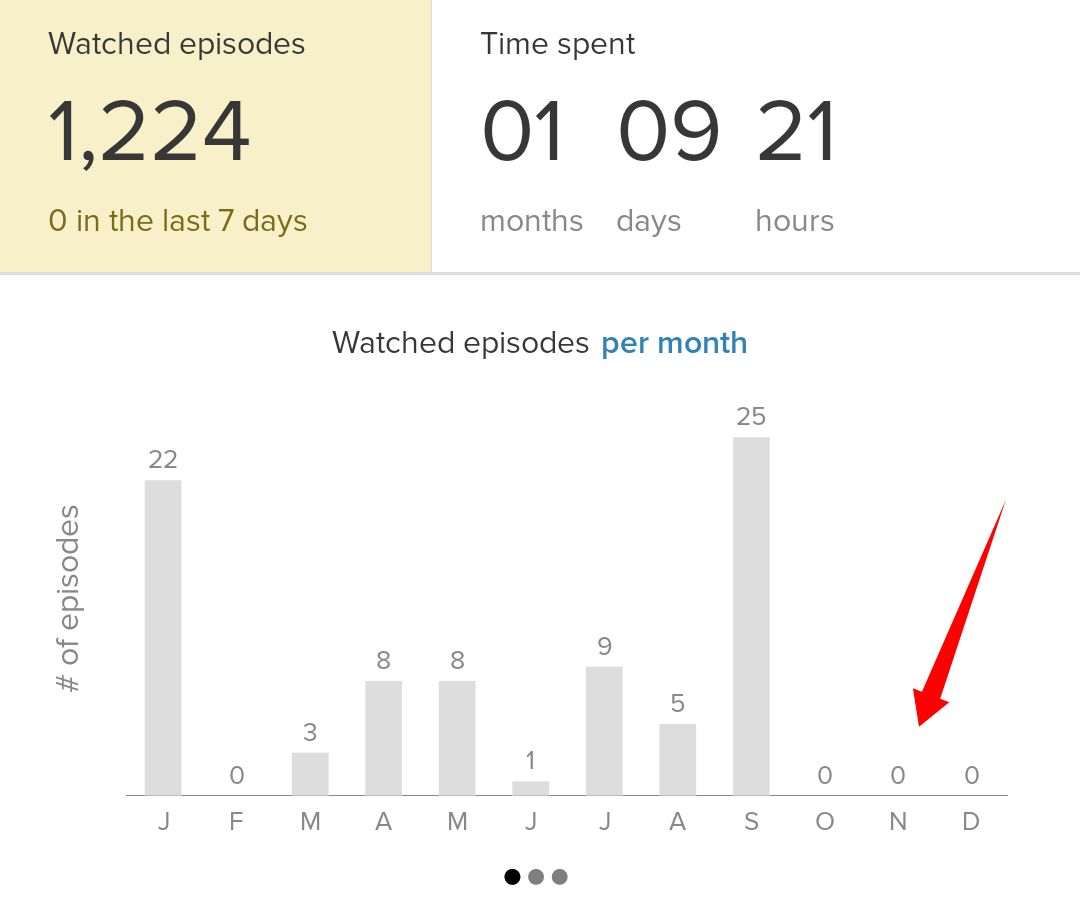 Watched episodes
1,224
0 in the last 7 days
Time spent
01 09 21
months days hours
Watched episodes per month
# of episodes
22 0 3 8 8 1 9 5 25 0 0 0
J F M A M J J A S O N D